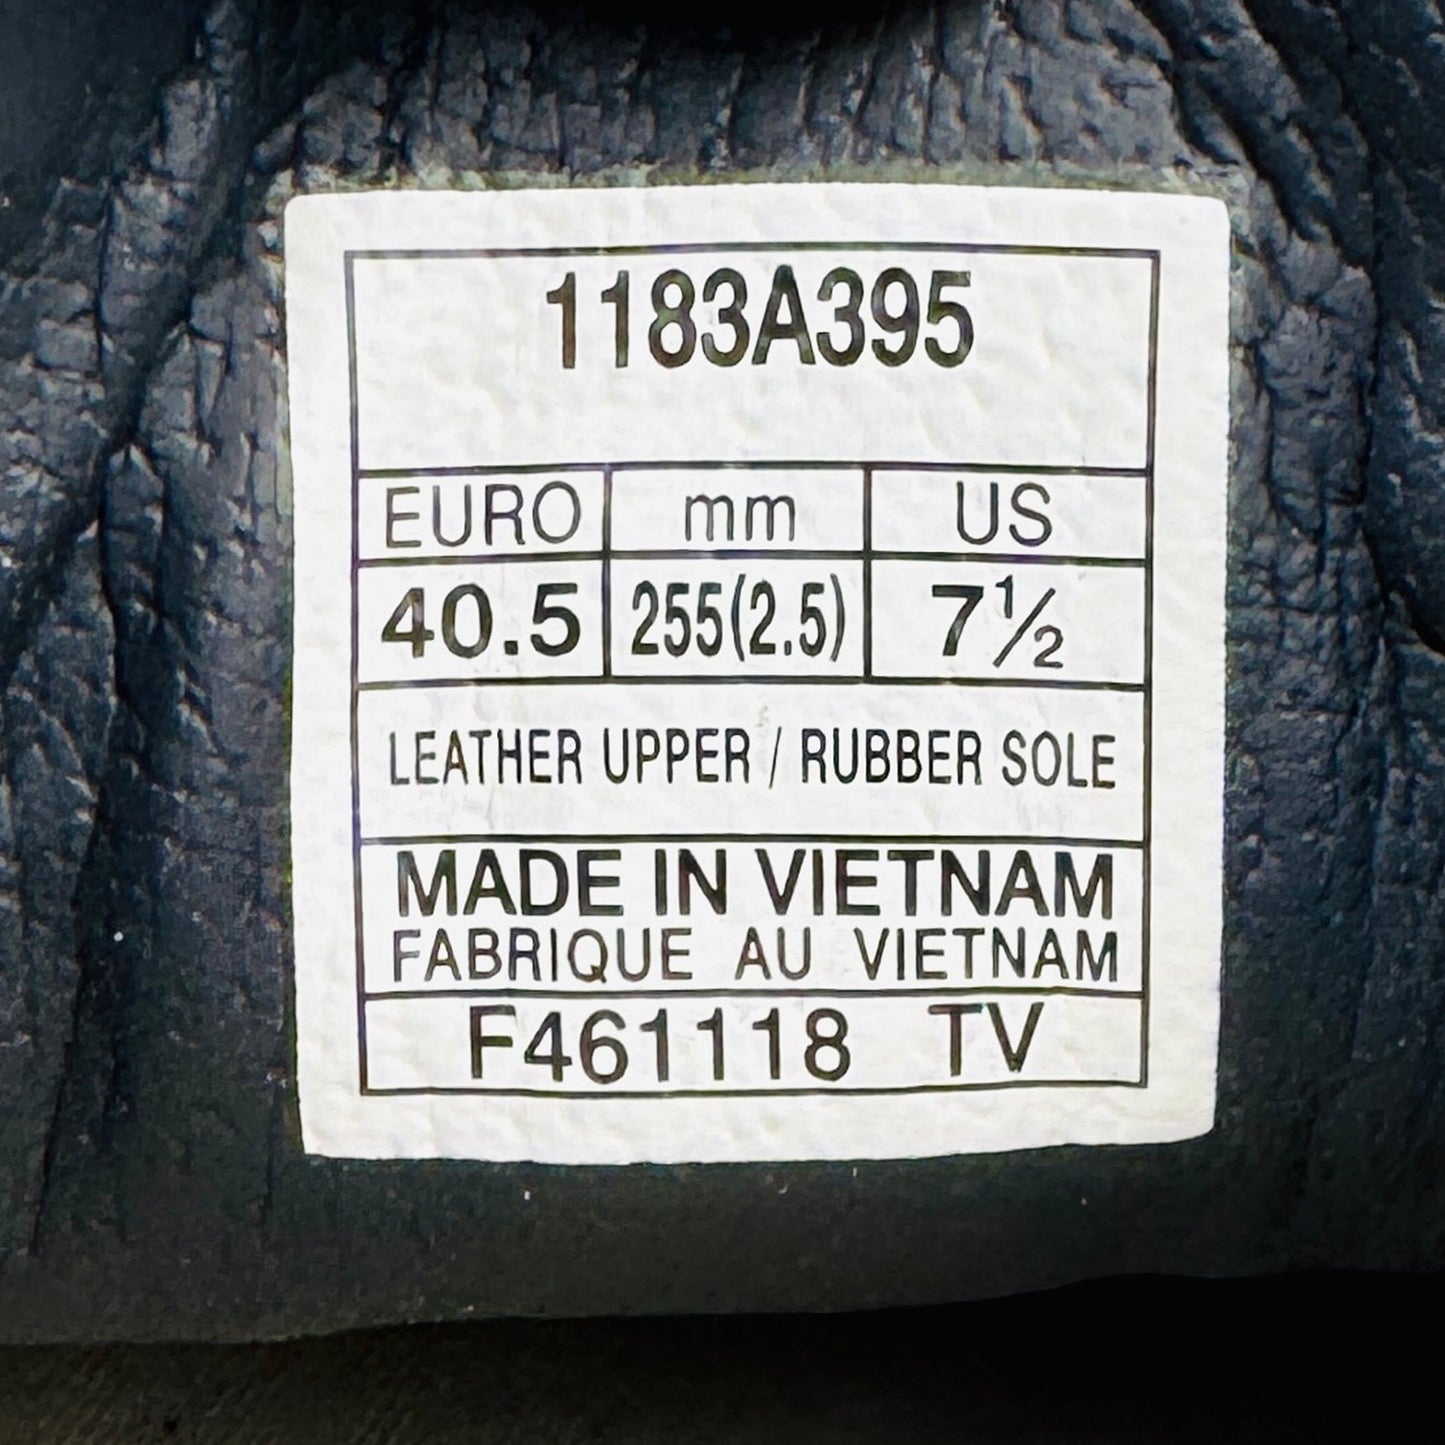 1183A395
EURO mm US
40.5 255(2.5) 7½
LEATHER UPPER / RUBBER SOLE
MADE IN VIETNAM
FABRIQUE AU VIETNAM
F461118 TV